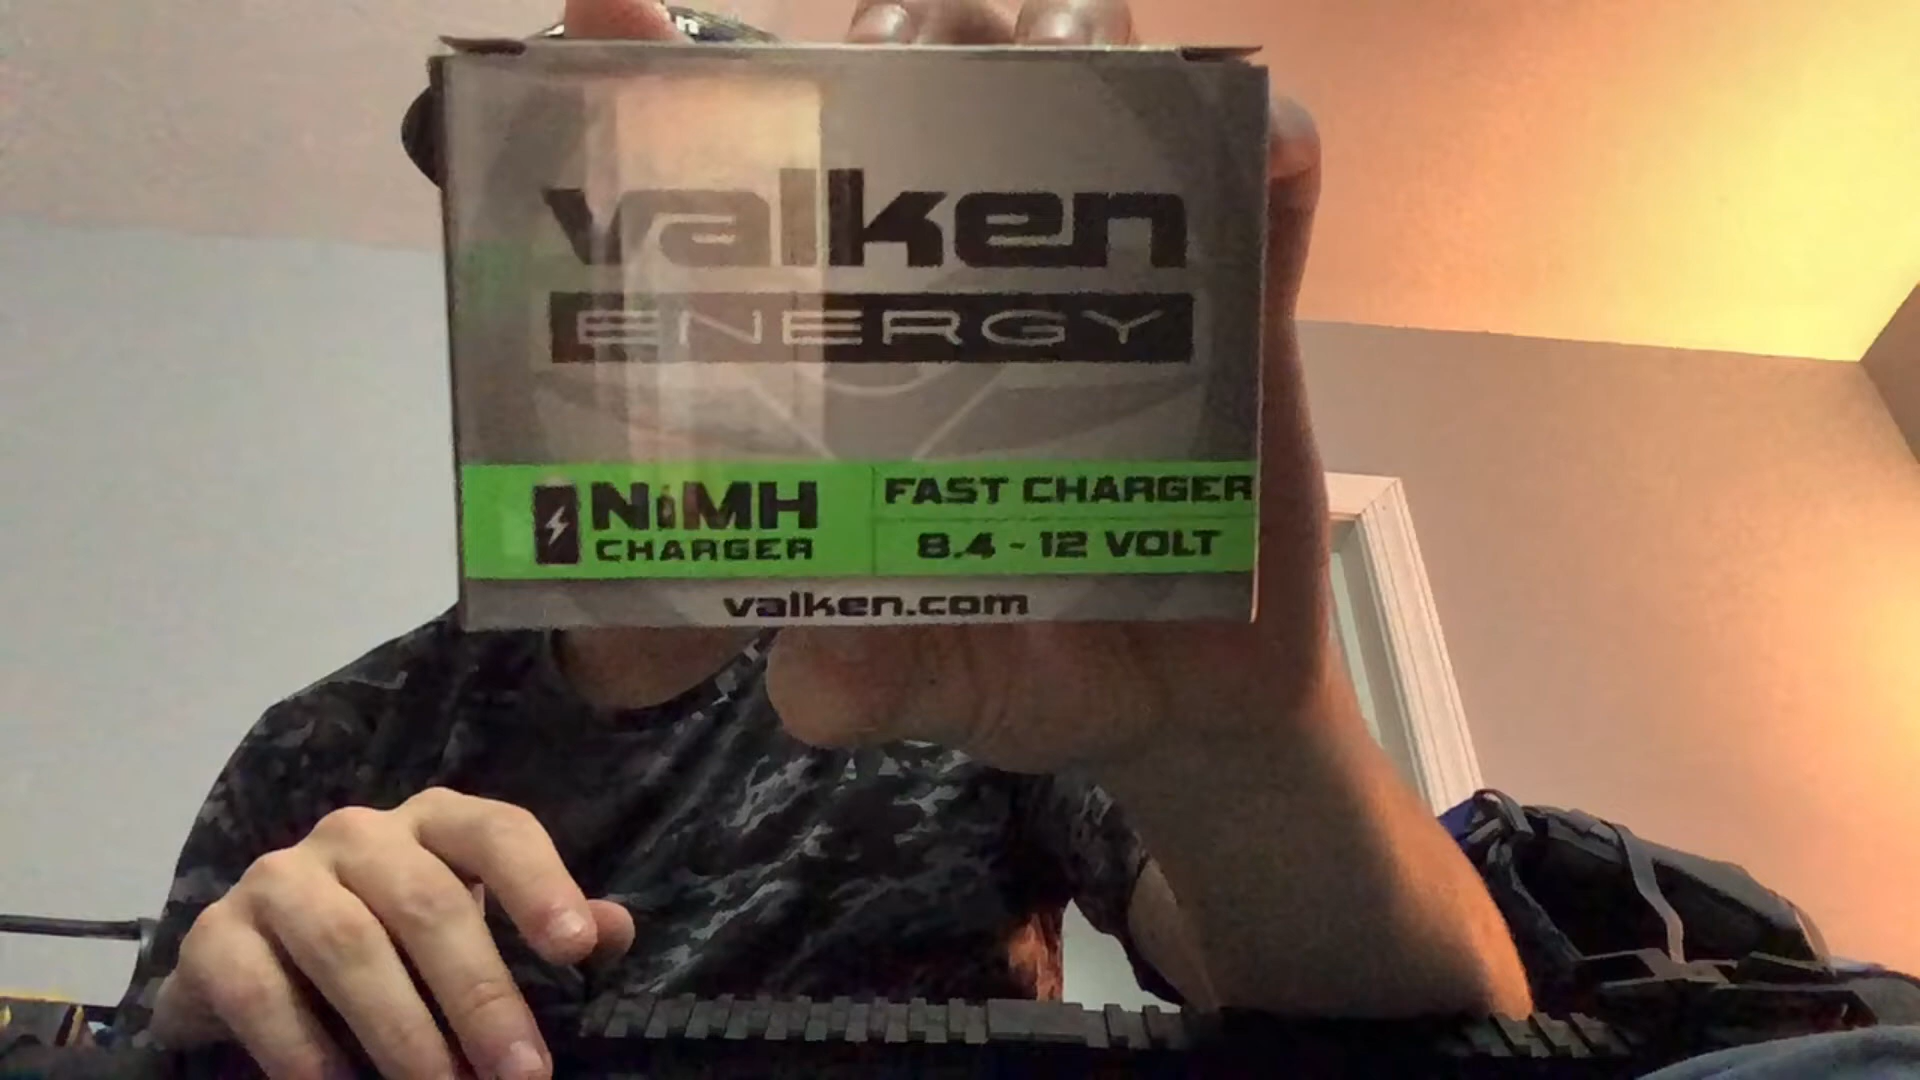 valken
ENERGY
NiMH
CHARGER
FAST CHARGER
8.4 - 12 VOLT
valken.com